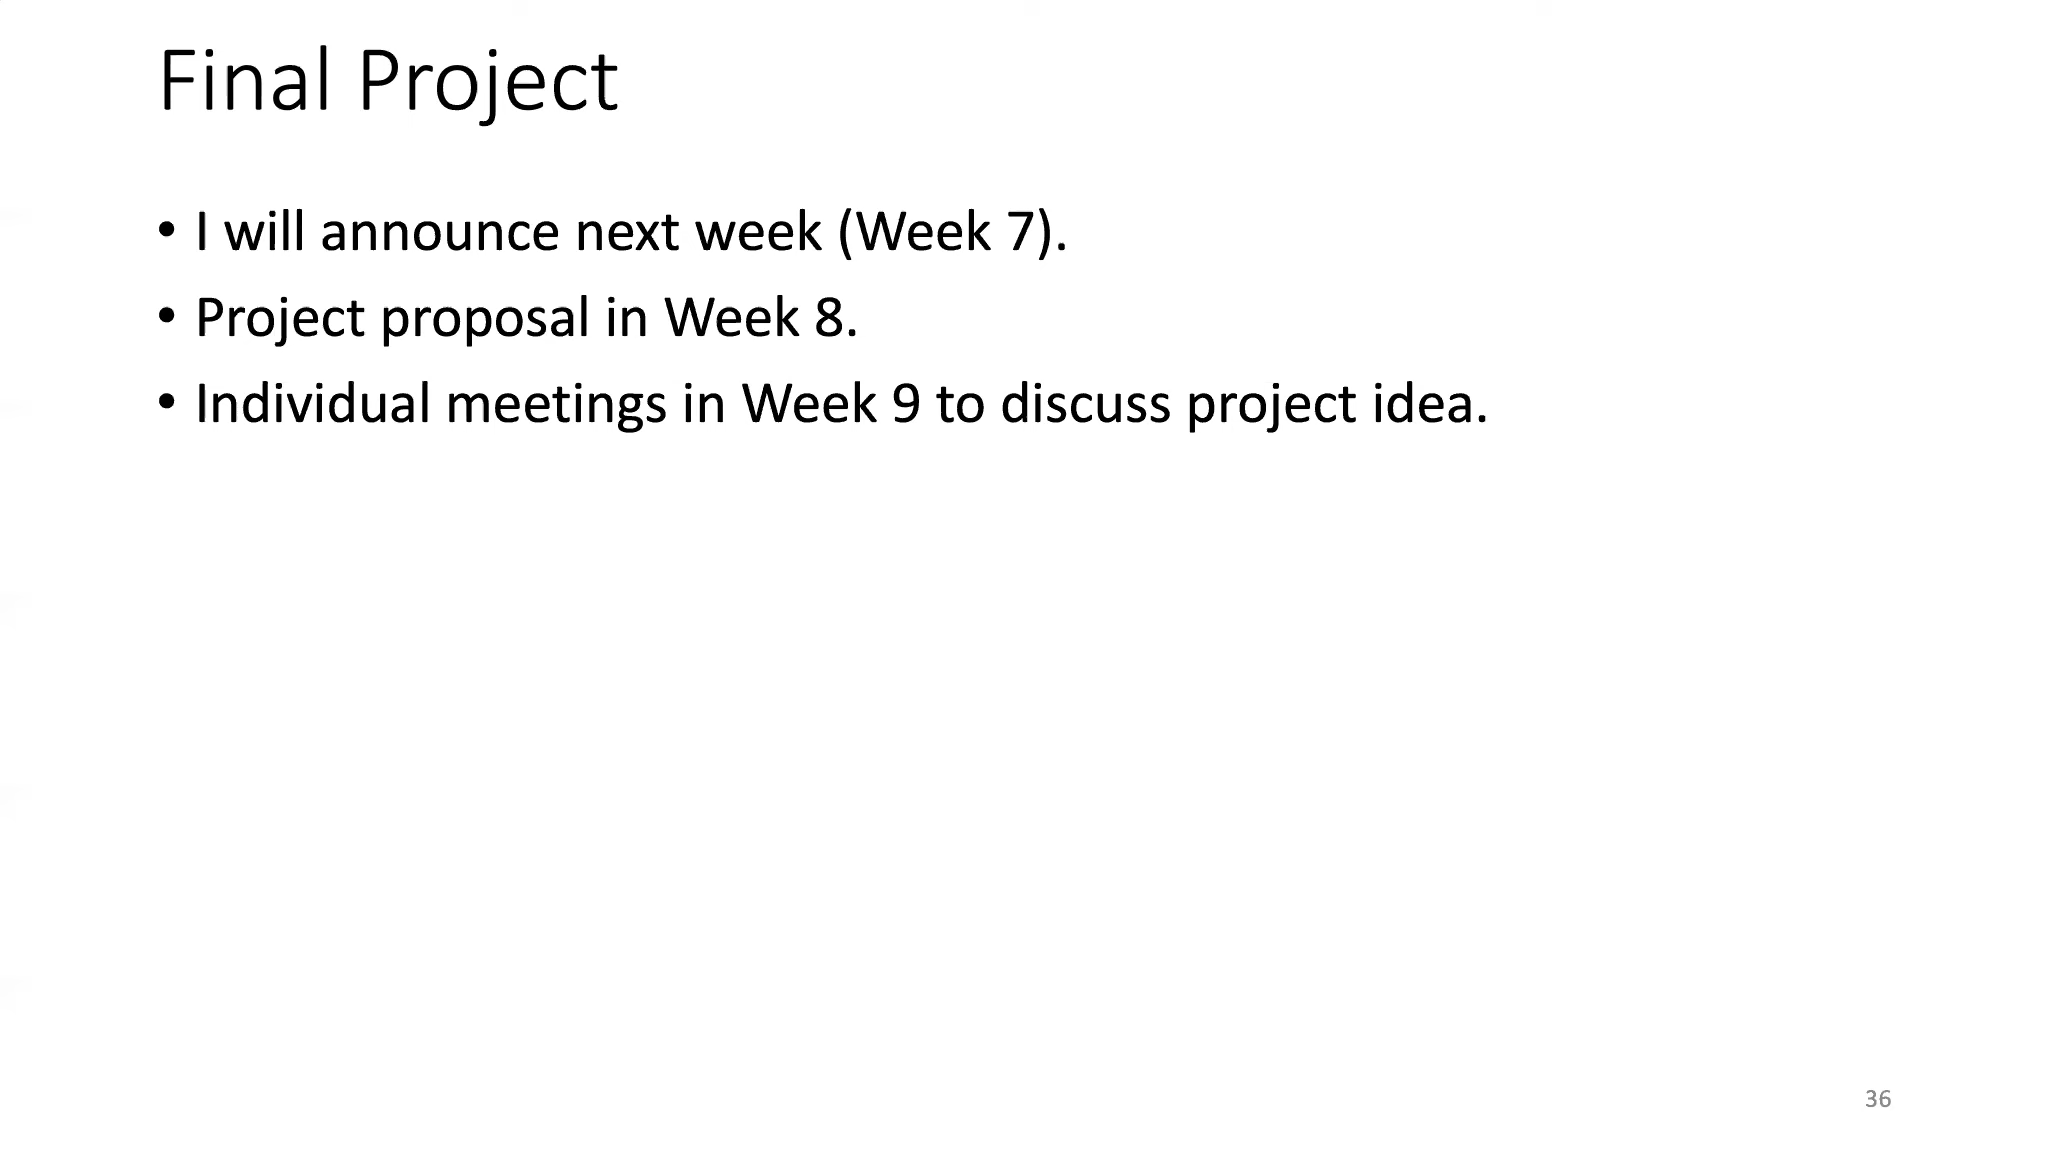 Final Project
• I will announce next week (Week 7).
• Project proposal in Week 8.
• Individual meetings in Week 9 to discuss project idea.
36